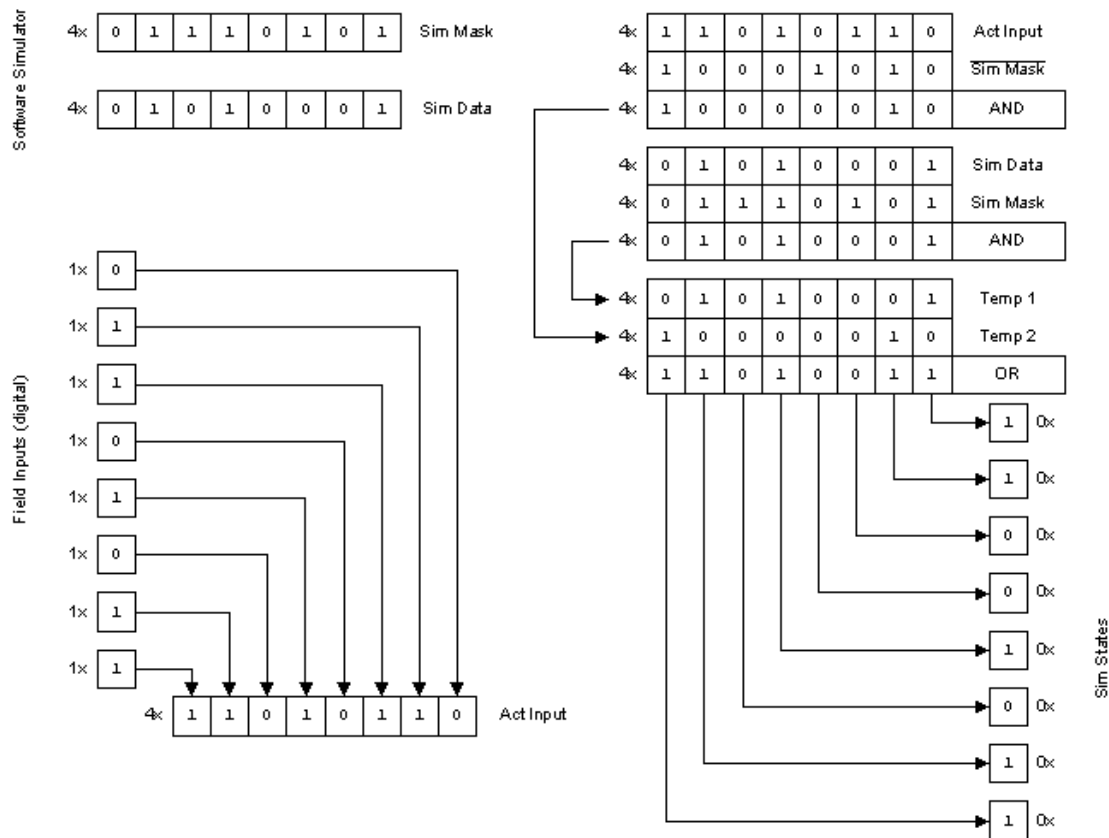 Software Simulator
4x 0 1 1 1 0 1 0 1 Sim Mask
4x 0 1 0 1 0 0 0 1 Sim Data
Field Inputs (digital)
1x 0
1x 1
1x 1
1x 0
1x 1
1x 0
1x 1
1x 1
4x 1 1 0 1 0 1 1 0 Act Input
4x 1 1 0 1 0 1 1 0 Act Input
4x 1 0 0 0 1 0 1 0 Sim Mask
4x 1 0 0 0 0 0 1 0 AND
4x 0 1 0 1 0 0 0 1 Sim Data
4x 0 1 1 1 0 1 0 1 Sim Mask
4x 0 1 0 1 0 0 0 1 AND
4x 0 1 0 1 0 0 0 1 Temp 1
4x 1 0 0 0 0 0 1 0 Temp 2
4x 1 1 0 1 0 0 1 1 OR
1 0x
1 0x
0 0x
0 0x
1 0x
0 0x
1 0x
1 0x
Sim States